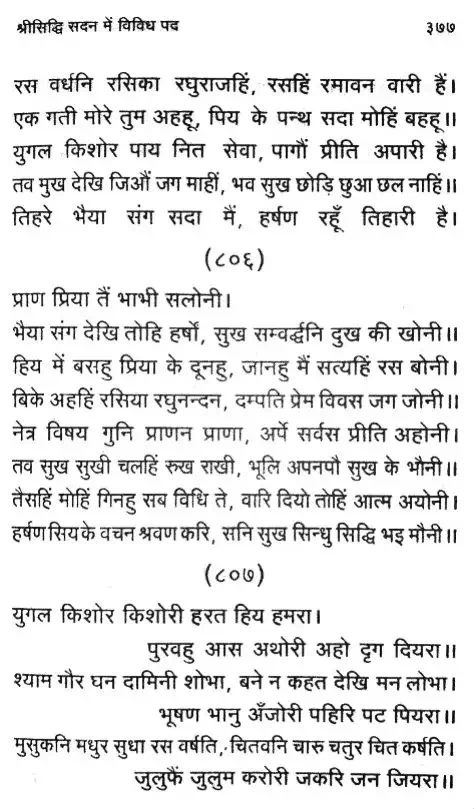 श्रीसिद्धि सदन में विविध पद ३७७
रस वर्धनि रसिका रघुराजहिं, रसहिं रमावन वारी हैं।
एक गती मोरे तुम अहहू, पिय के पन्थ सदा मोहिं बहहू॥
युगल किशोर पाय नित सेवा, पागौं प्रीति अपारी है।
तव मुख देखि जिऔं जग माहीं, भव सुख छोड़ि छुआ छल नाहिं॥
तिहरे भैया संग सदा मैं, हर्षण रहूँ तिहारी है।
(८०६)
प्राण प्रिया तैं भाभी सलोनी।
भैया संग देखि तोहि हर्षों, सुख सम्वर्द्धनि दुख की खोनी॥
हिय में बसहु प्रिया के दूनहु, जानहु मैं सत्यहिं रस बोनी।
बिके अहहिं रसिया रघुनन्दन, दम्पति प्रेम विवस जग जोनी॥
नेत्र विषय गुनि प्राणन प्राणा, अर्पे सर्वस प्रीति अहोनी।
तव सुख सुखी चलहिं रुख राखी, भूलि अपनपौ सुख के भौनी॥
तैसहिं मोहिं गिनहु सब विधि ते, वारि दियो तोहिं आत्म अयोनी।
हर्षण सिय के वचन श्रवण करि, सनि सुख सिन्धु सिद्धि भइ मौनी॥
(८०७)
युगल किशोर किशोरी हरत हिय हमरा।
पुरवहु आस अथोरी अहो दृग दियरा॥
श्याम गौर घन दामिनी शोभा, बने न कहत देखि मन लोभा।
भूषण भानु अँजोरी पहिरि पट पियरा॥
मुसुकनि मधुर सुधा रस वर्षति, चितवनि चारु चतुर चित कर्षति।
जुलुफैं जुलुम करोरी जकरि जन जियरा॥